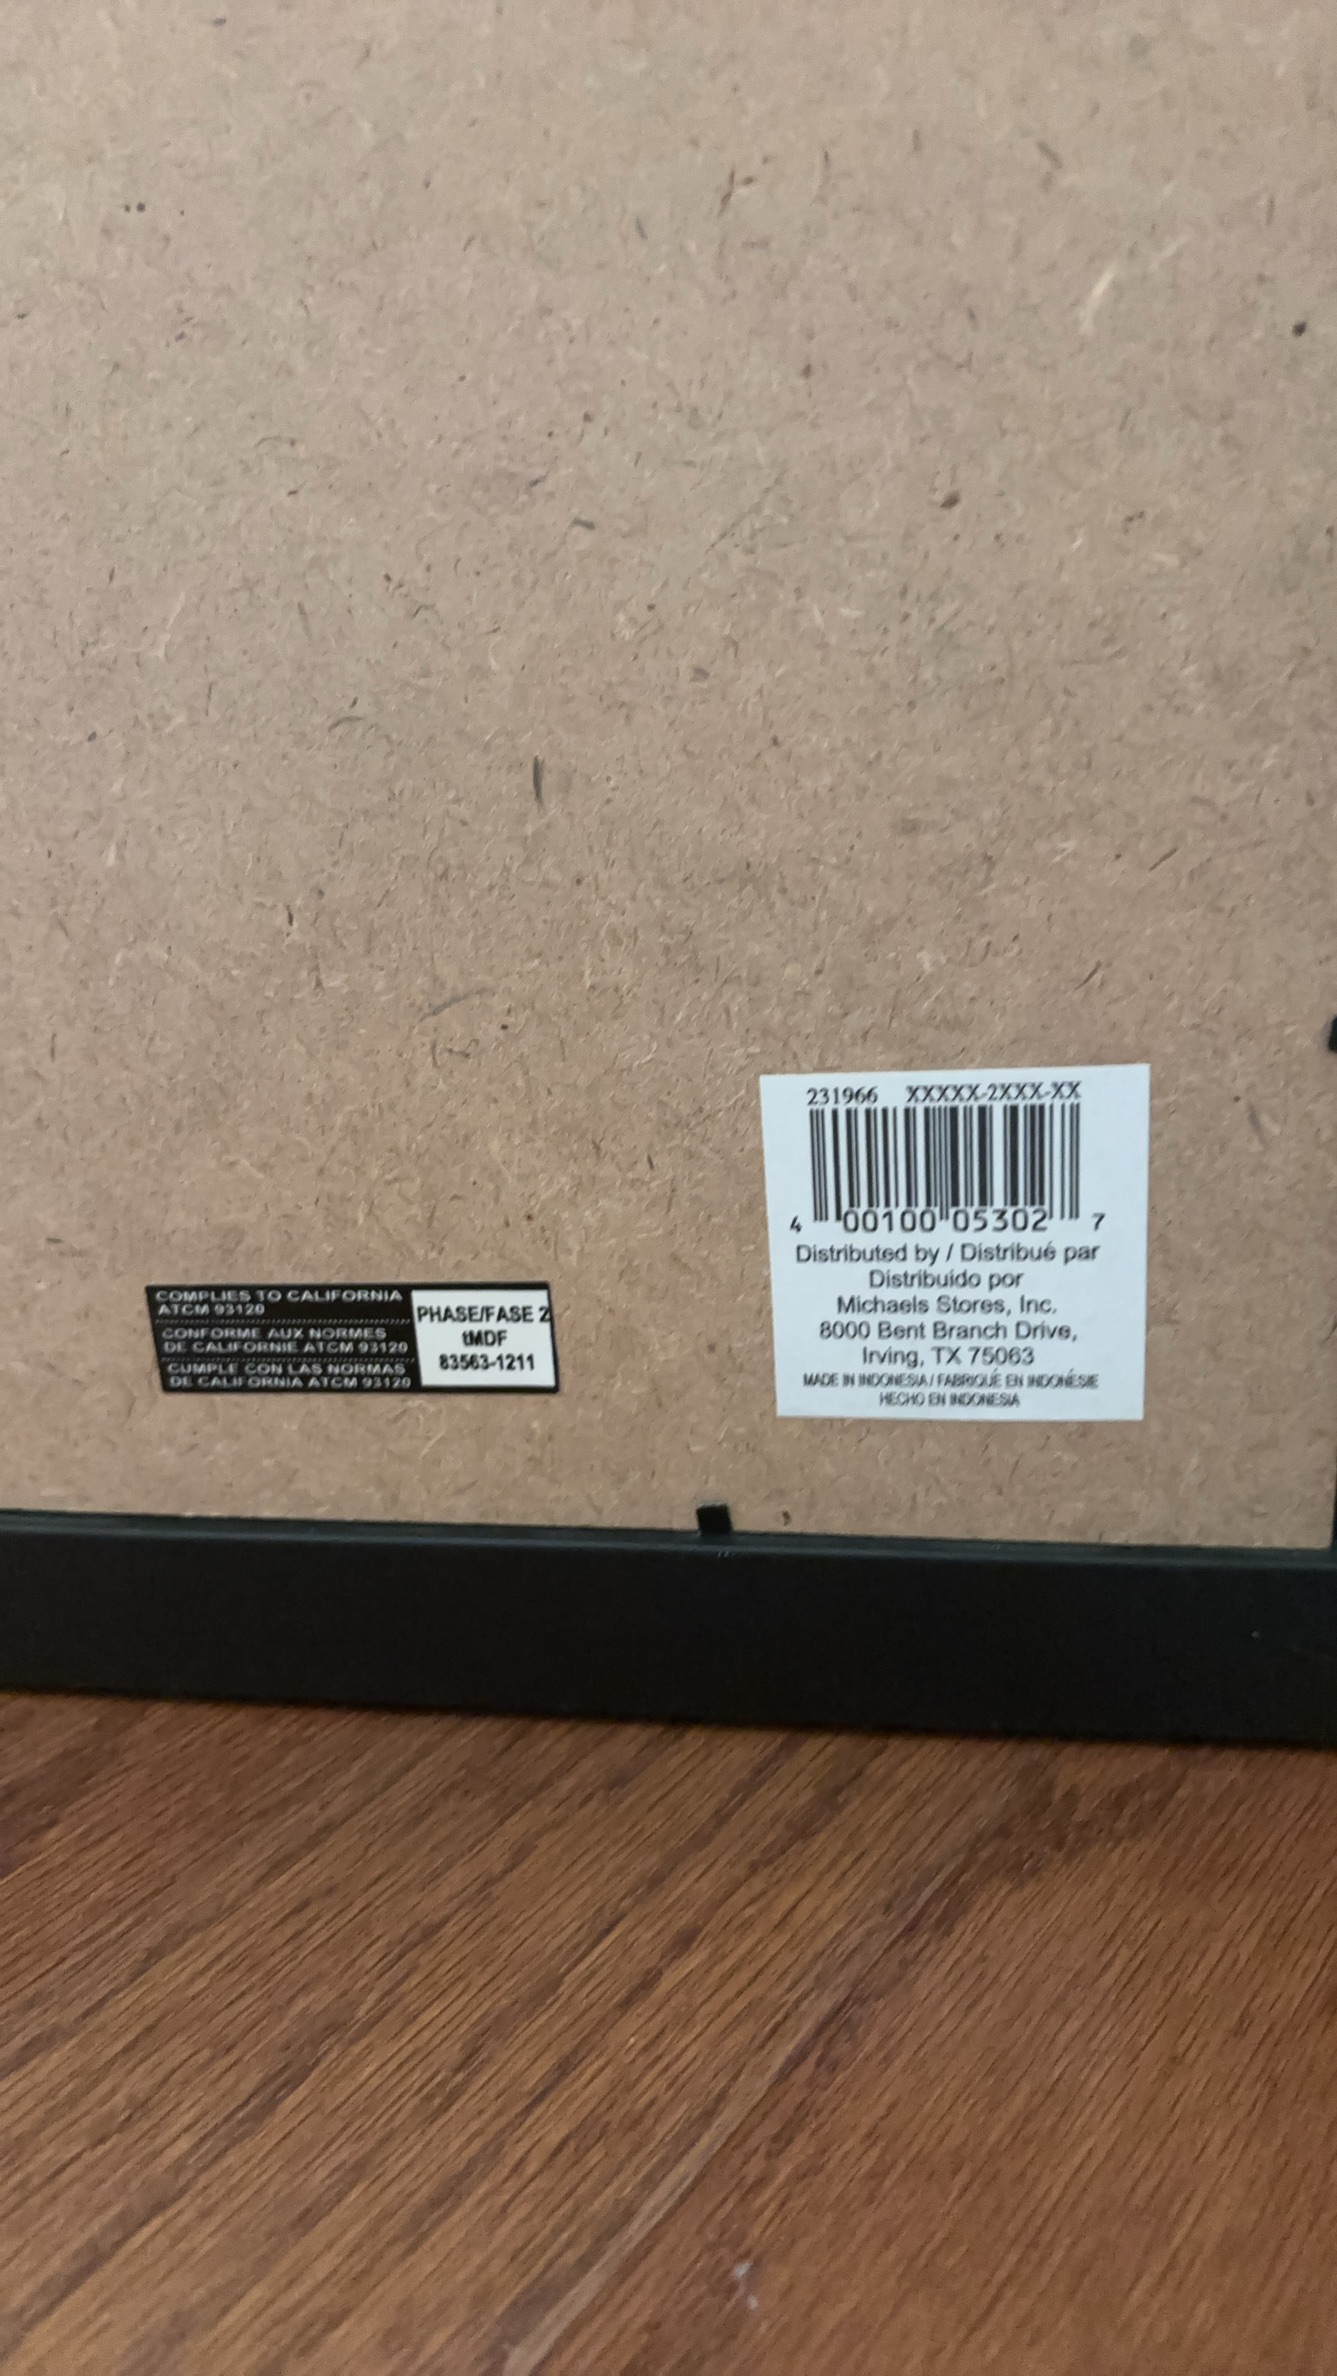 COMPLIES TO CALIFORNIA
ATCM 93120
CONFORME AUX NORMES
DE CALIFORNIE ATCM 93120
CUMPLE CON LAS NORMAS
DE CALIFORNIA ATCM 93120
PHASE/FASE 2
tMDF
83563-1211
231966 XXXXX-2XXX-XX
4 00100 05302 7
Distributed by / Distribué par
Distribuido por
Michaels Stores, Inc.
8000 Bent Branch Drive,
Irving, TX 75063
MADE IN INDONESIA / FABRIQUÉ EN INDONÉSIE
HECHO EN INDONESIA